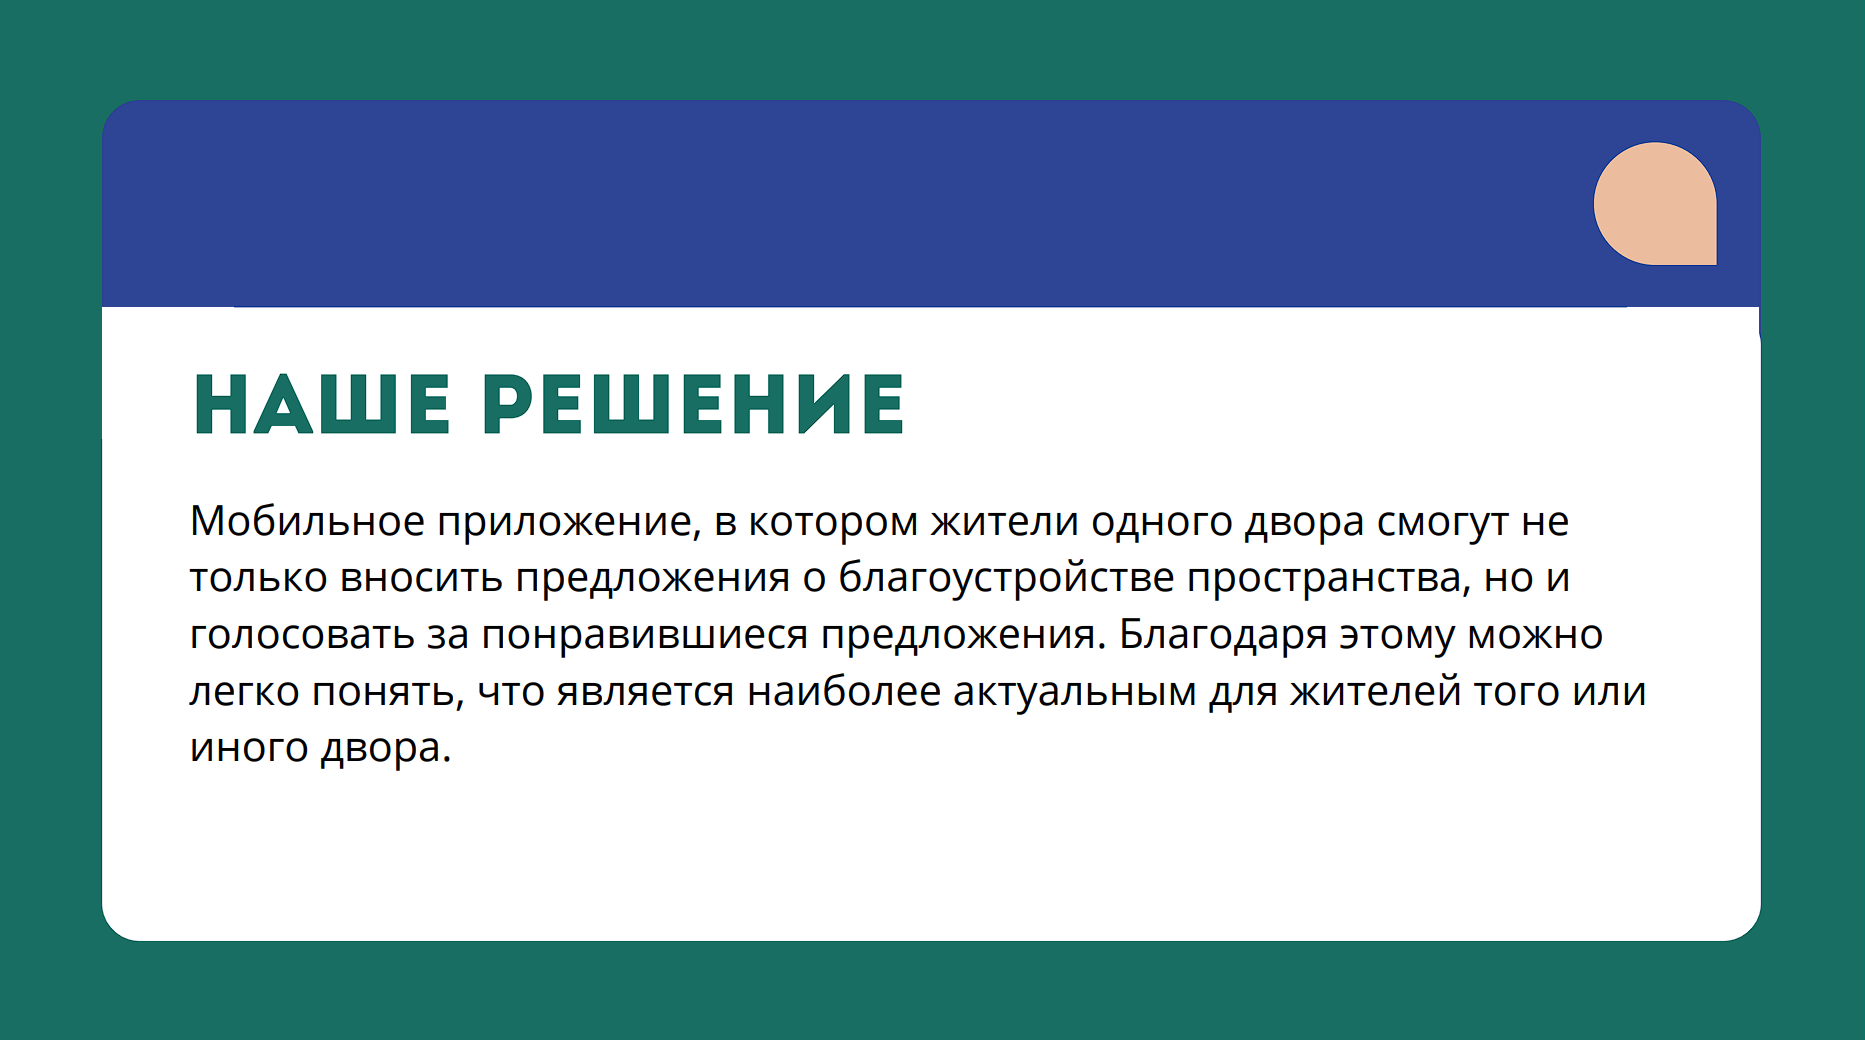 НАШЕ РЕШЕНИЕ
Мобильное приложение, в котором жители одного двора смогут не
только вносить предложения о благоустройстве пространства, но и
голосовать за понравившиеся предложения. Благодаря этому можно
легко понять, что является наиболее актуальным для жителей того или
иного двора.